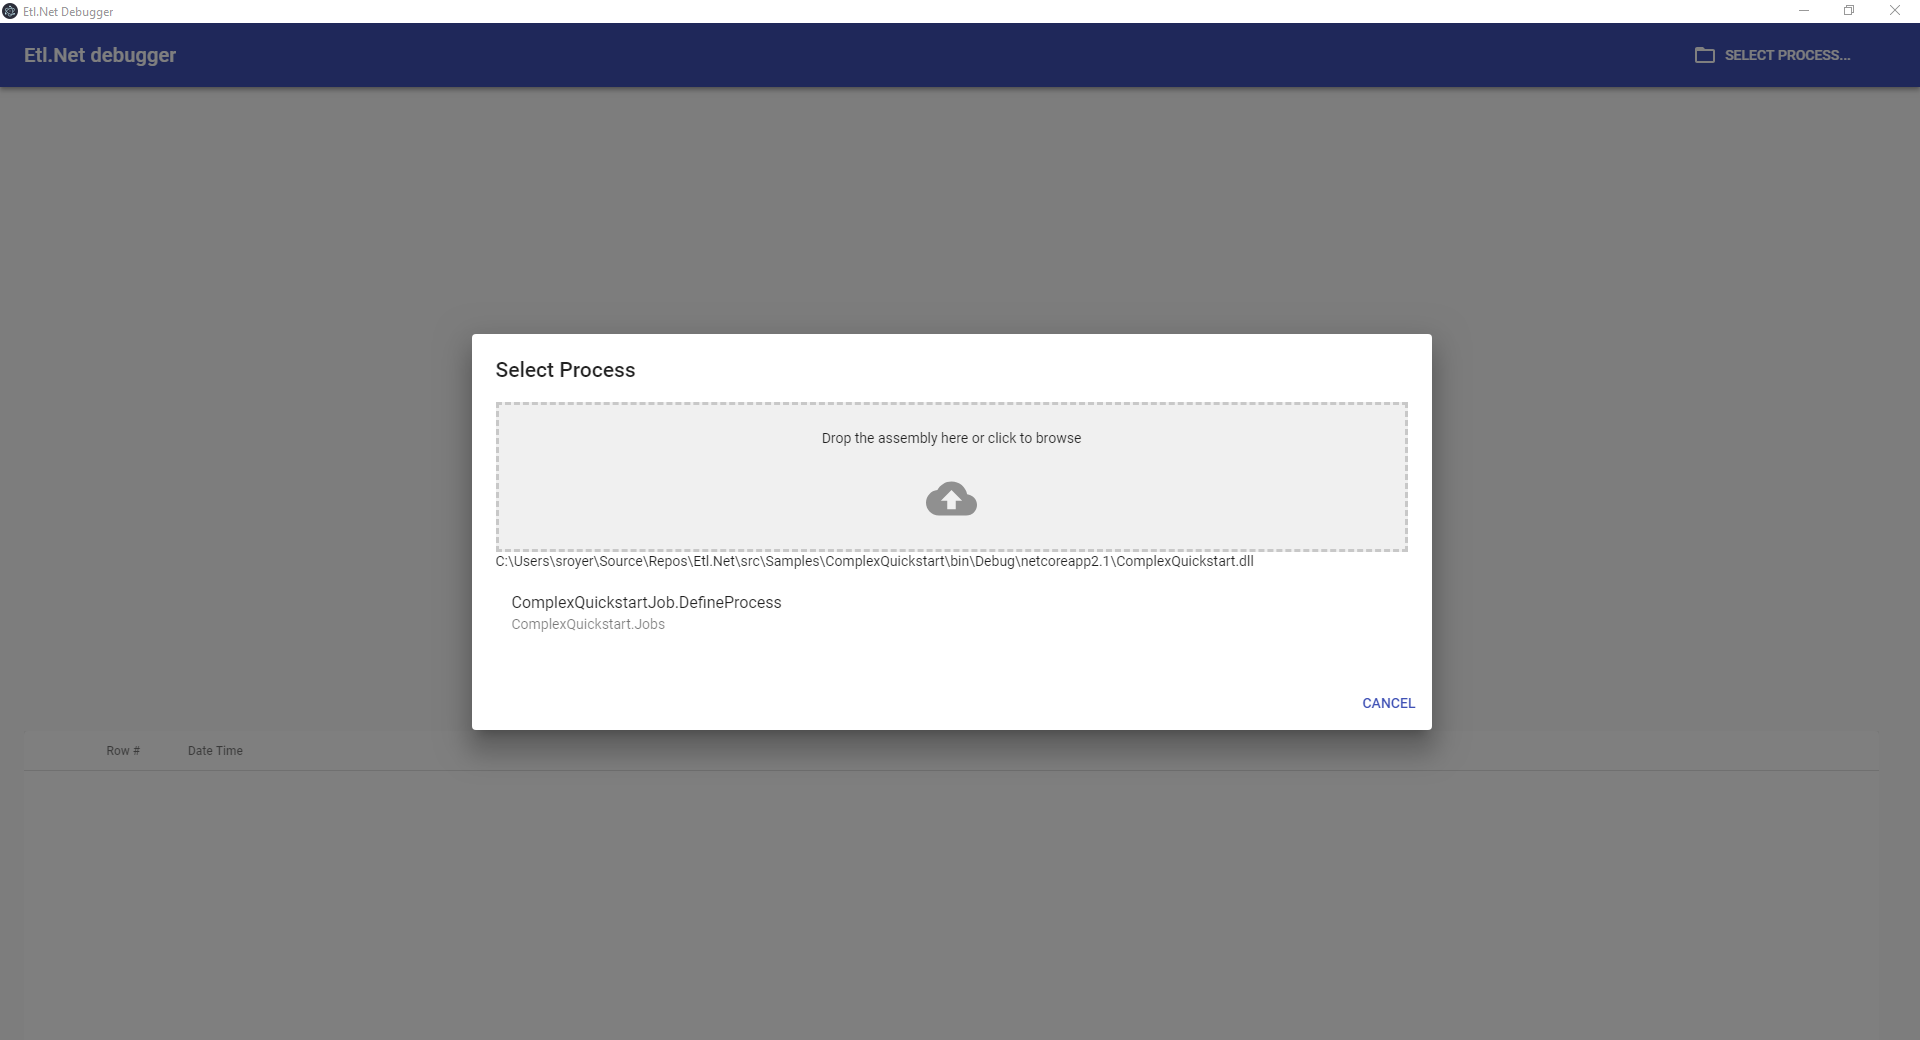 Etl.Net Debugger
Etl.Net debugger
SELECT PROCESS...
Select Process
Drop the assembly here or click to browse
C:\Users\sroyer\Source\Repos\Etl.Net\src\Samples\ComplexQuickstart\bin\Debug\netcoreapp2.1\ComplexQuickstart.dll
ComplexQuickstartJob.DefineProcess
ComplexQuickstart.Jobs
CANCEL
Row # Date Time